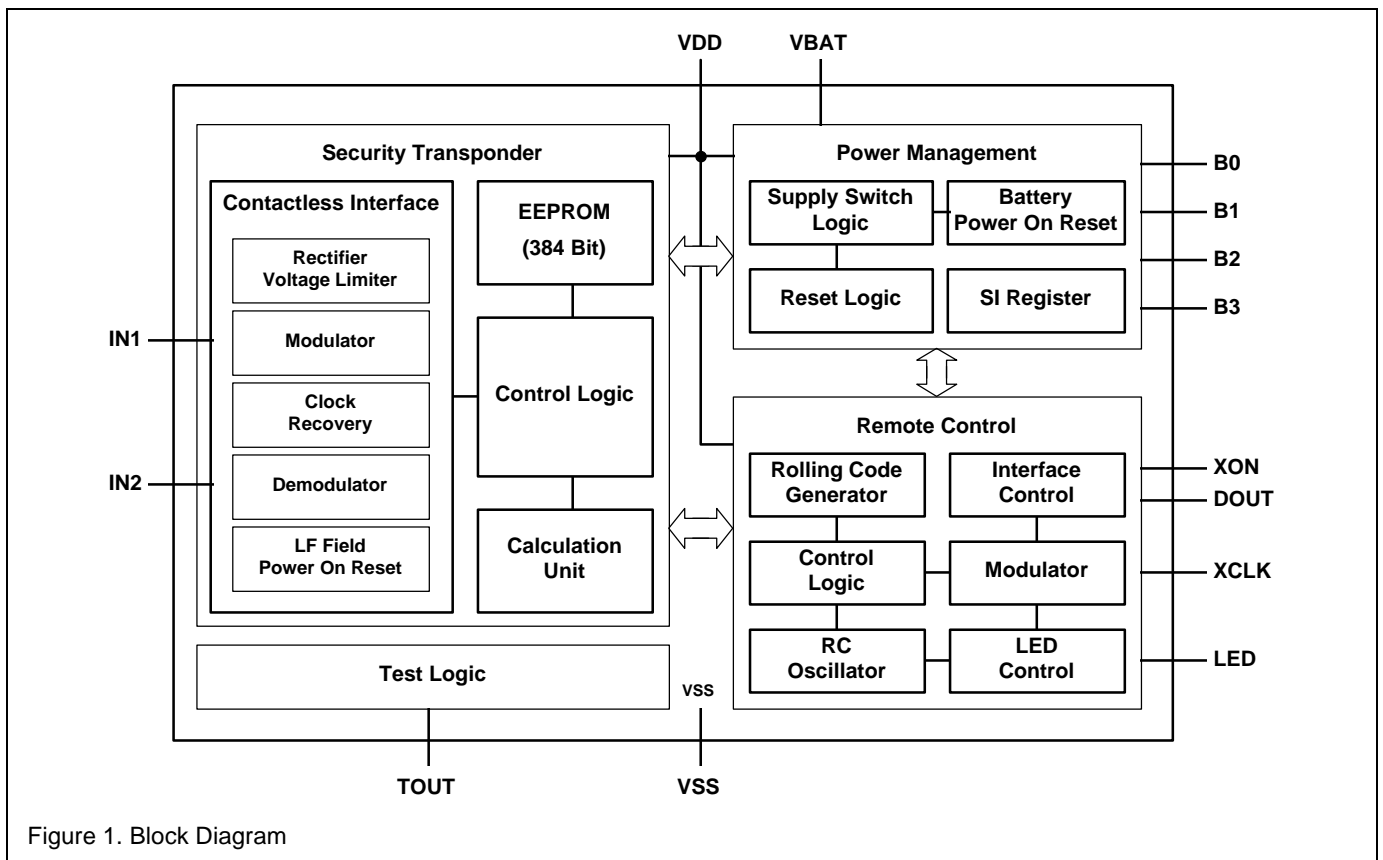 VDD
VBAT
Security Transponder
Contactless Interface
Rectifier
Voltage Limiter
Modulator
Clock
Recovery
Demodulator
LF Field
Power On Reset
EEPROM
(384 Bit)
Control Logic
Calculation
Unit
IN1
IN2
Test Logic
VSS
TOUT
VSS
Power Management
Supply Switch
Logic
Battery
Power On Reset
Reset Logic
SI Register
B0
B1
B2
B3
Remote Control
Rolling Code
Generator
Interface
Control
Control
Logic
Modulator
RC
Oscillator
LED
Control
XON
DOUT
XCLK
LED
Figure 1. Block Diagram